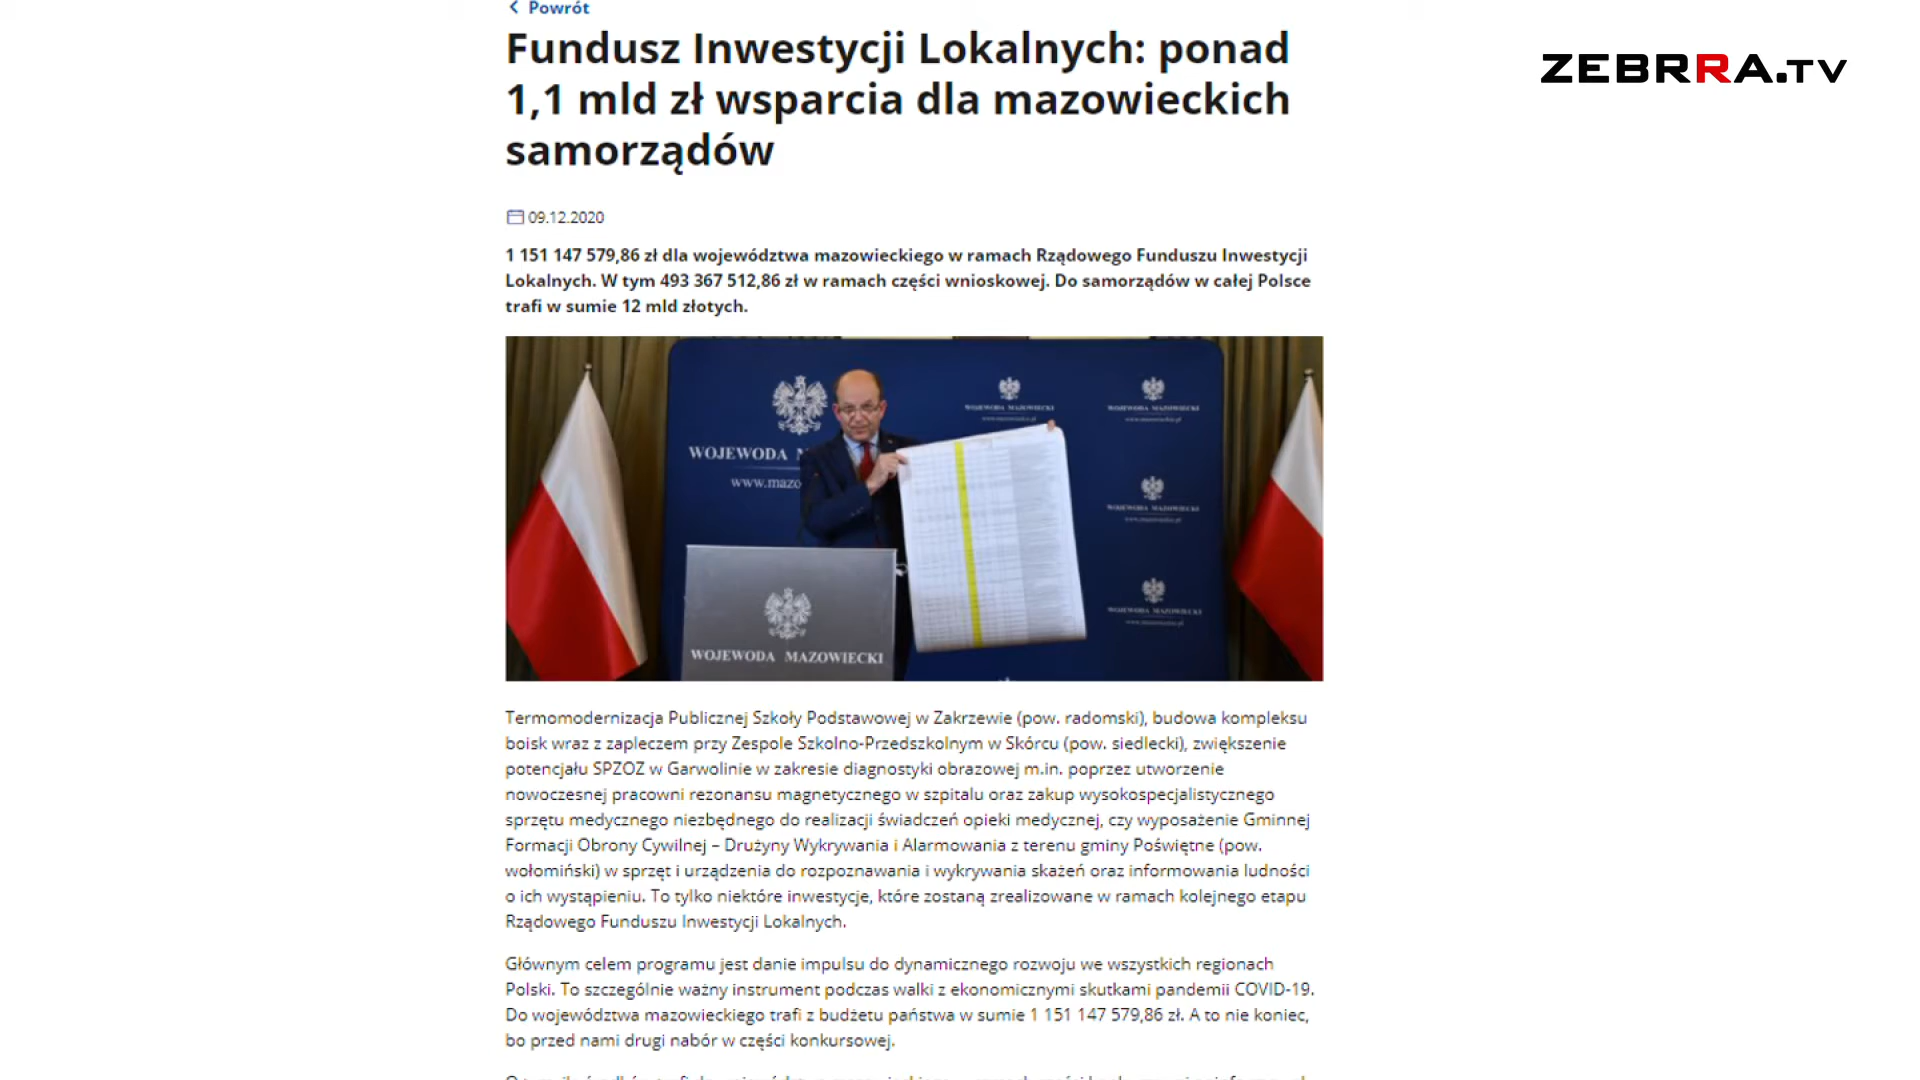 Powrót
ZEBRRA.TV
Fundusz Inwestycji Lokalnych: ponad
1,1 mld zł wsparcia dla mazowieckich
samorządów
09.12.2020
1 151 147 579,86 zł dla województwa mazowieckiego w ramach Rządowego Funduszu Inwestycji
Lokalnych. W tym 493 367 512,86 zł w ramach części wnioskowej. Do samorządów w całej Polsce
trafi w sumie 12 mld złotych.
WOJEWODA MAZOWIECKI
WOJEWODA MAZOWIECKI
WOJEWODA
www.mazo
WOJEWODA MAZOWIECKI
WOJEWODA MAZOWIECKI
WOJEWODA MAZOWIECKI
Termomodernizacja Publicznej Szkoły Podstawowej w Zakrzewie (pow. radomski), budowa kompleksu
boisk wraz z zapleczem przy Zespole Szkolno-Przedszkolnym w Skórcu (pow. siedlecki), zwiększenie
potencjału SPZOZ w Garwolinie w zakresie diagnostyki obrazowej m.in. poprzez utworzenie
nowoczesnej pracowni rezonansu magnetycznego w szpitalu oraz zakup wysokospecjalistycznego
sprzętu medycznego niezbędnego do realizacji świadczeń opieki medycznej, czy wyposażenie Gminnej
Formacji Obrony Cywilnej – Drużyny Wykrywania i Alarmowania z terenu gminy Poświętne (pow.
wołomiński) w sprzęt i urządzenia do rozpoznawania i wykrywania skażeń oraz informowania ludności
o ich wystąpieniu. To tylko niektóre inwestycje, które zostaną zrealizowane w ramach kolejnego etapu
Rządowego Funduszu Inwestycji Lokalnych.
Głównym celem programu jest danie impulsu do dynamicznego rozwoju we wszystkich regionach
Polski. To szczególnie ważny instrument podczas walki z ekonomicznymi skutkami pandemii COVID-19.
Do województwa mazowieckiego trafi z budżetu państwa w sumie 1 151 147 579,86 zł. A to nie koniec,
bo przed nami drugi nabór w części konkursowej.